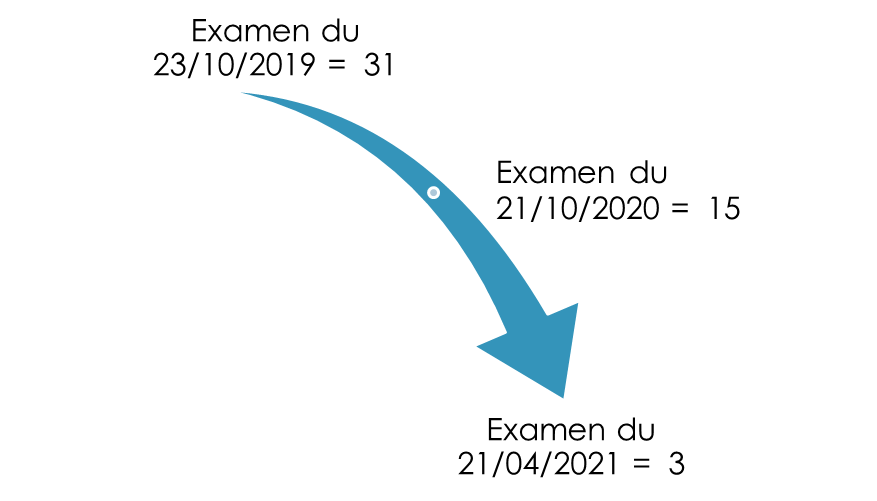 Examen du
23/10/2019 = 31
Examen du
21/10/2020 = 15
Examen du
21/04/2021 = 3